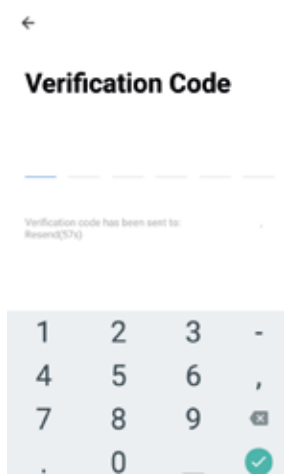 Verification Code
Verification code has been sent to:
Resend(57s)
1 2 3 -
4 5 6 ,
7 8 9
. 0 _